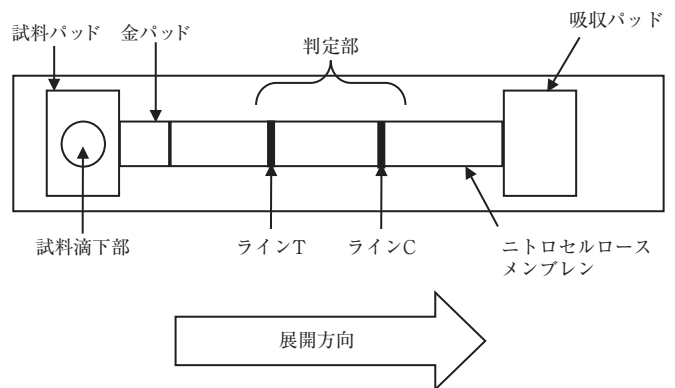 吸収パッド
試料パッド 金パッド
判定部
試料滴下部 ラインT ラインC ニトロセルロース
メンブレン
展開方向